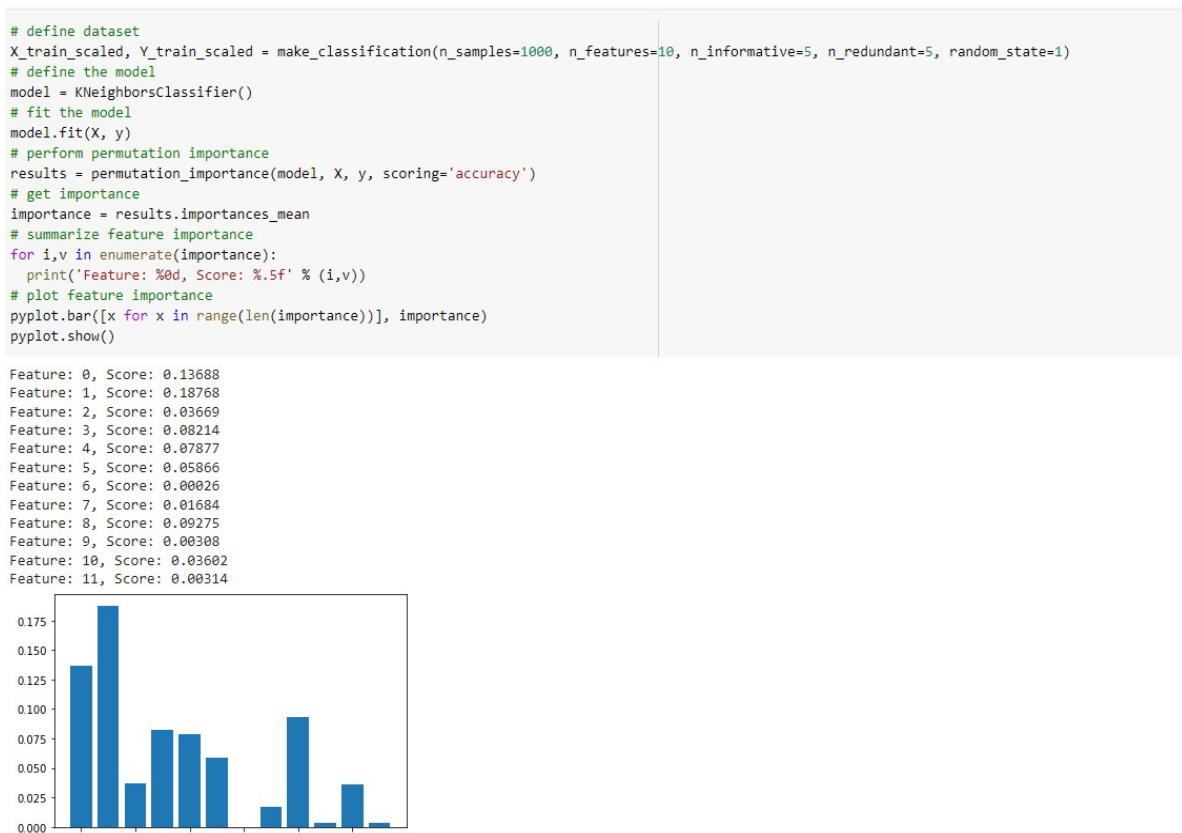 # define dataset
X_train_scaled, Y_train_scaled = make_classification(n_samples=1000, n_features=10, n_informative=5, n_redundant=5, random_state=1)
# define the model
model = KNeighborsClassifier()
# fit the model
model.fit(X, y)
# perform permutation importance
results = permutation_importance(model, X, y, scoring='accuracy')
# get importance
importance = results.importances_mean
# summarize feature importance
for i,v in enumerate(importance):
  print('Feature: %0d, Score: %.5f' % (i,v))
# plot feature importance
pyplot.bar([x for x in range(len(importance))], importance)
pyplot.show()
Feature: 0, Score: 0.13688
Feature: 1, Score: 0.18768
Feature: 2, Score: 0.03669
Feature: 3, Score: 0.08214
Feature: 4, Score: 0.07877
Feature: 5, Score: 0.05866
Feature: 6, Score: 0.00026
Feature: 7, Score: 0.01684
Feature: 8, Score: 0.09275
Feature: 9, Score: 0.00308
Feature: 10, Score: 0.03602
Feature: 11, Score: 0.00314
0.175
0.150
0.125
0.100
0.075
0.050
0.025
0.000